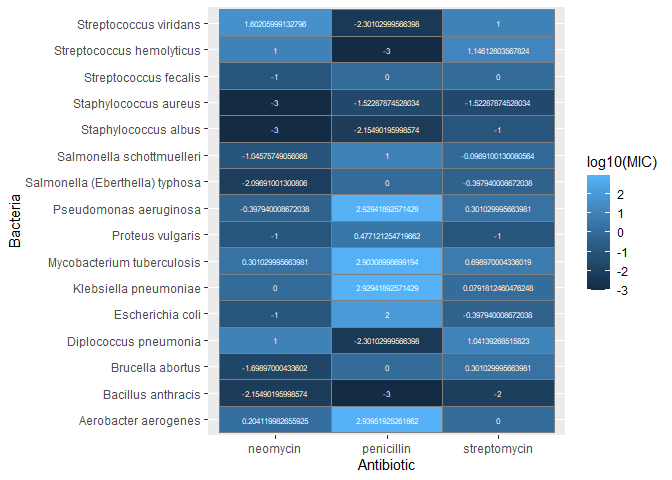 Streptococcus viridans 1.60205999132796 -2.30102999566398 1
Streptococcus hemolyticus 1 -3 1.14612803567824
Streptococcus fecalis -1 0 0
Staphylococcus aureus -3 -1.52287874528034 -1.52287874528034
Staphylococcus albus -3 -2.15490195998574 -1
Salmonella schottmuelleri -1.04575749056068 1 -0.0969100130080564
Salmonella (Eberthella) typhosa -2.09691001300806 0 -0.397940008672038
Pseudomonas aeruginosa -0.397940008672038 2.92941892571429 0.301029995663981
Proteus vulgaris -1 0.477121254719662 -1
Mycobacterium tuberculosis 0.301029995663981 2.90308998699194 0.698970004336019
Klebsiella pneumoniae 0 2.92941892571429 0.0791812460476248
Escherichia coli -1 2 -0.397940008672038
Diplococcus pneumonia 1 -2.30102999566398 1.04139268515823
Brucella abortus -1.69897000433602 0 0.301029995663981
Bacillus anthracis -2.15490195998574 -3 -2
Aerobacter aerogenes 0.204119982655925 2.93951925261862 0
neomycin penicillin streptomycin
Antibiotic
Bacteria
log10(MIC)
2
1
0
-1
-2
-3